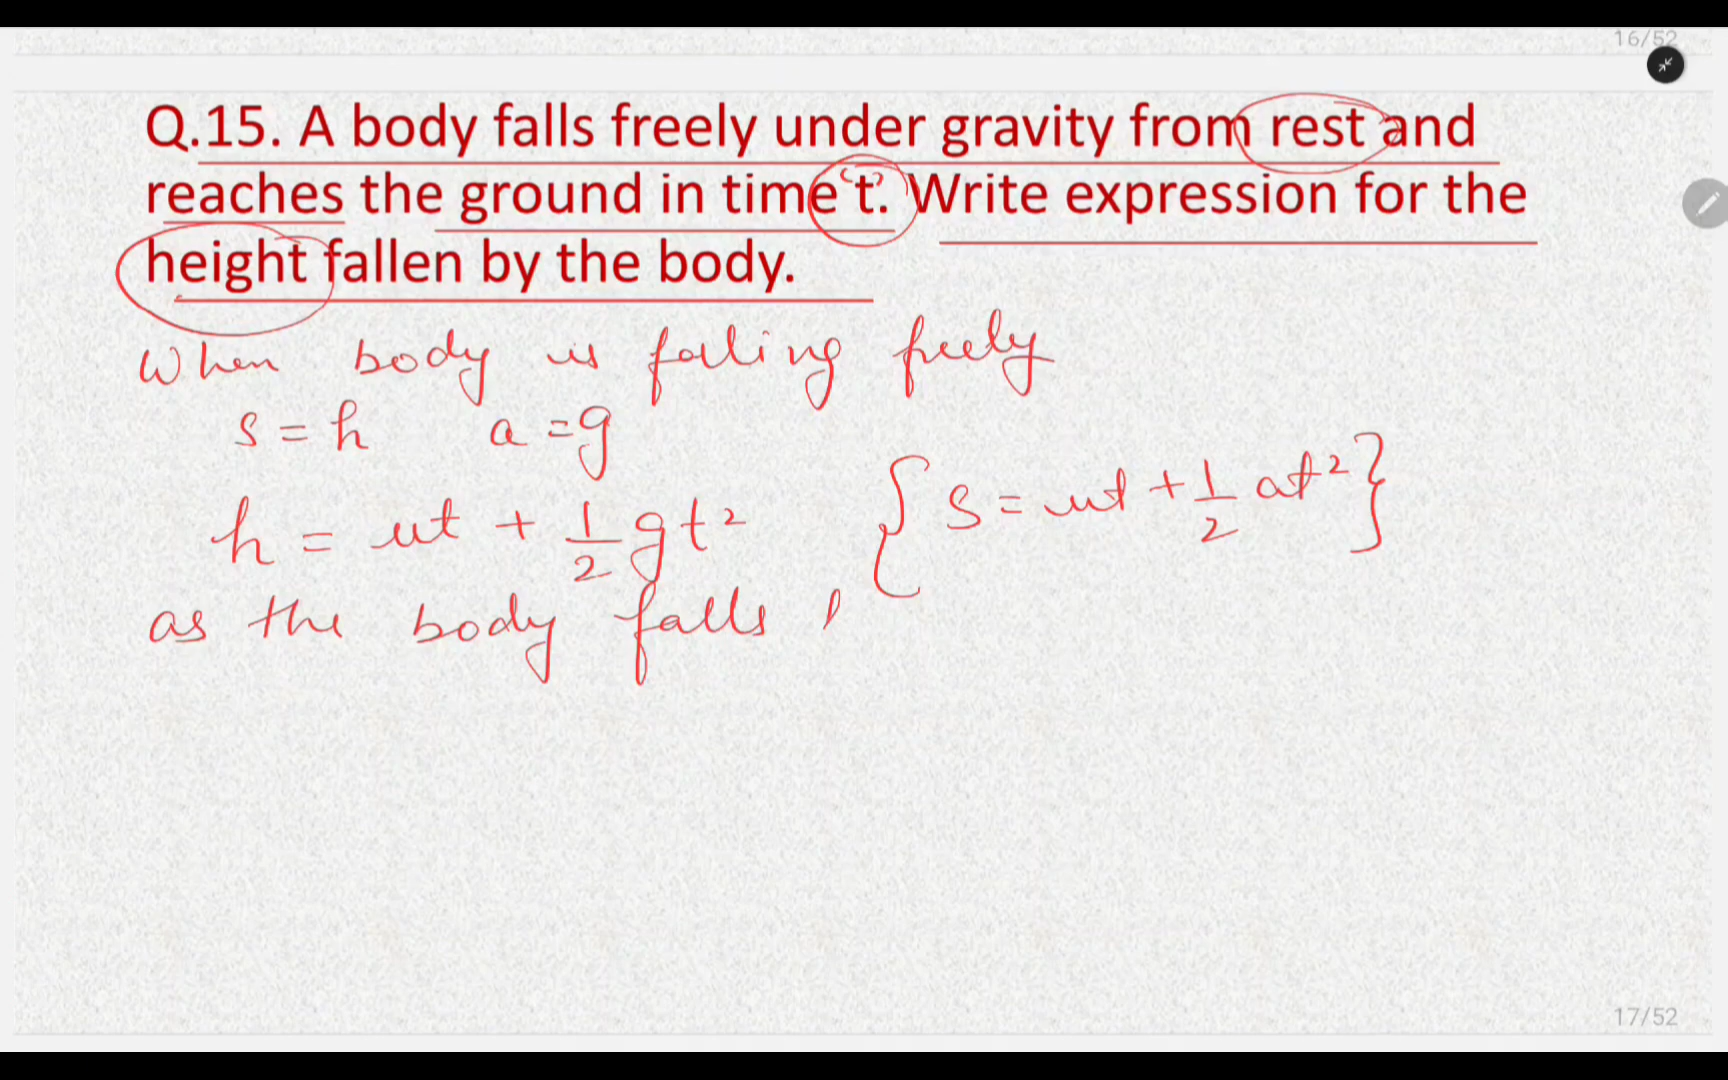 16/52
Q.15. A body falls freely under gravity from rest and
reaches the ground in time 't'. Write expression for the
height fallen by the body.
When body is falling freely
s = h a = g
h = ut + 1/2 gt² { s = ut + 1/2 at² }
as the body falls
17/52